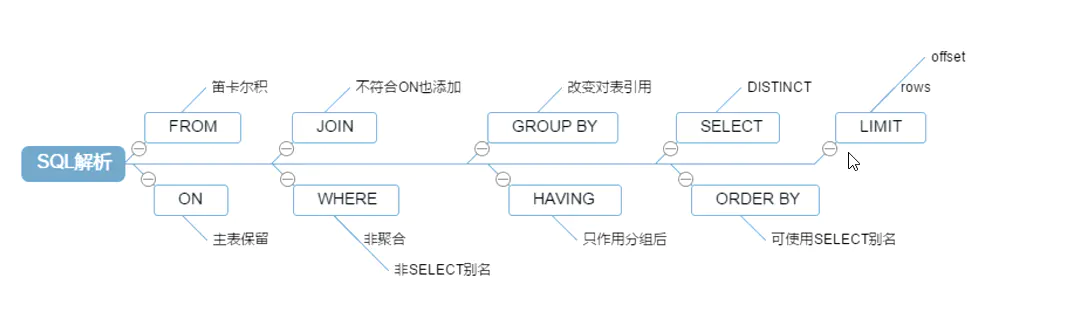 offset
笛卡尔积 不符合ON也添加 改变对表引用 DISTINCT rows
FROM JOIN GROUP BY SELECT LIMIT
SQL解析
ON WHERE HAVING ORDER BY
主表保留 非聚合 只作用分组后 可使用SELECT别名
非SELECT别名